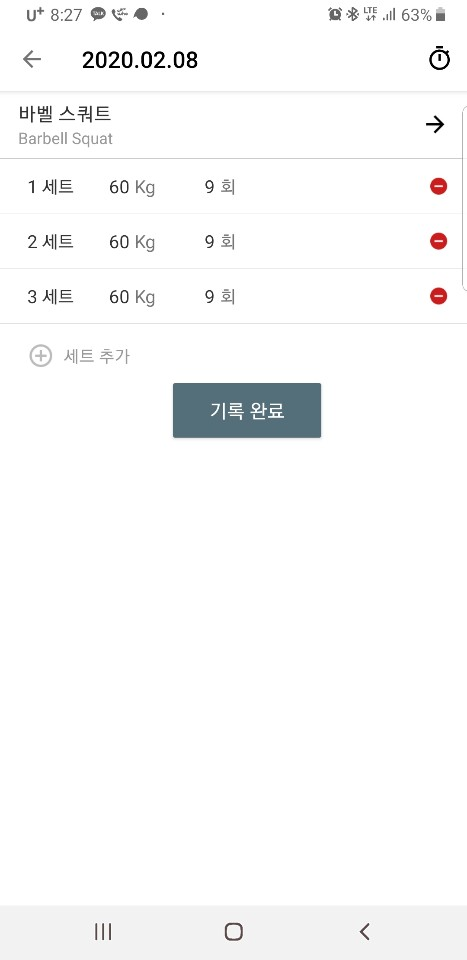 U+ 8:27 TALK LTE 63%
2020.02.08
바벨 스쿼트
Barbell Squat
1 세트 60 Kg 9 회
2 세트 60 Kg 9 회
3 세트 60 Kg 9 회
세트 추가
기록 완료